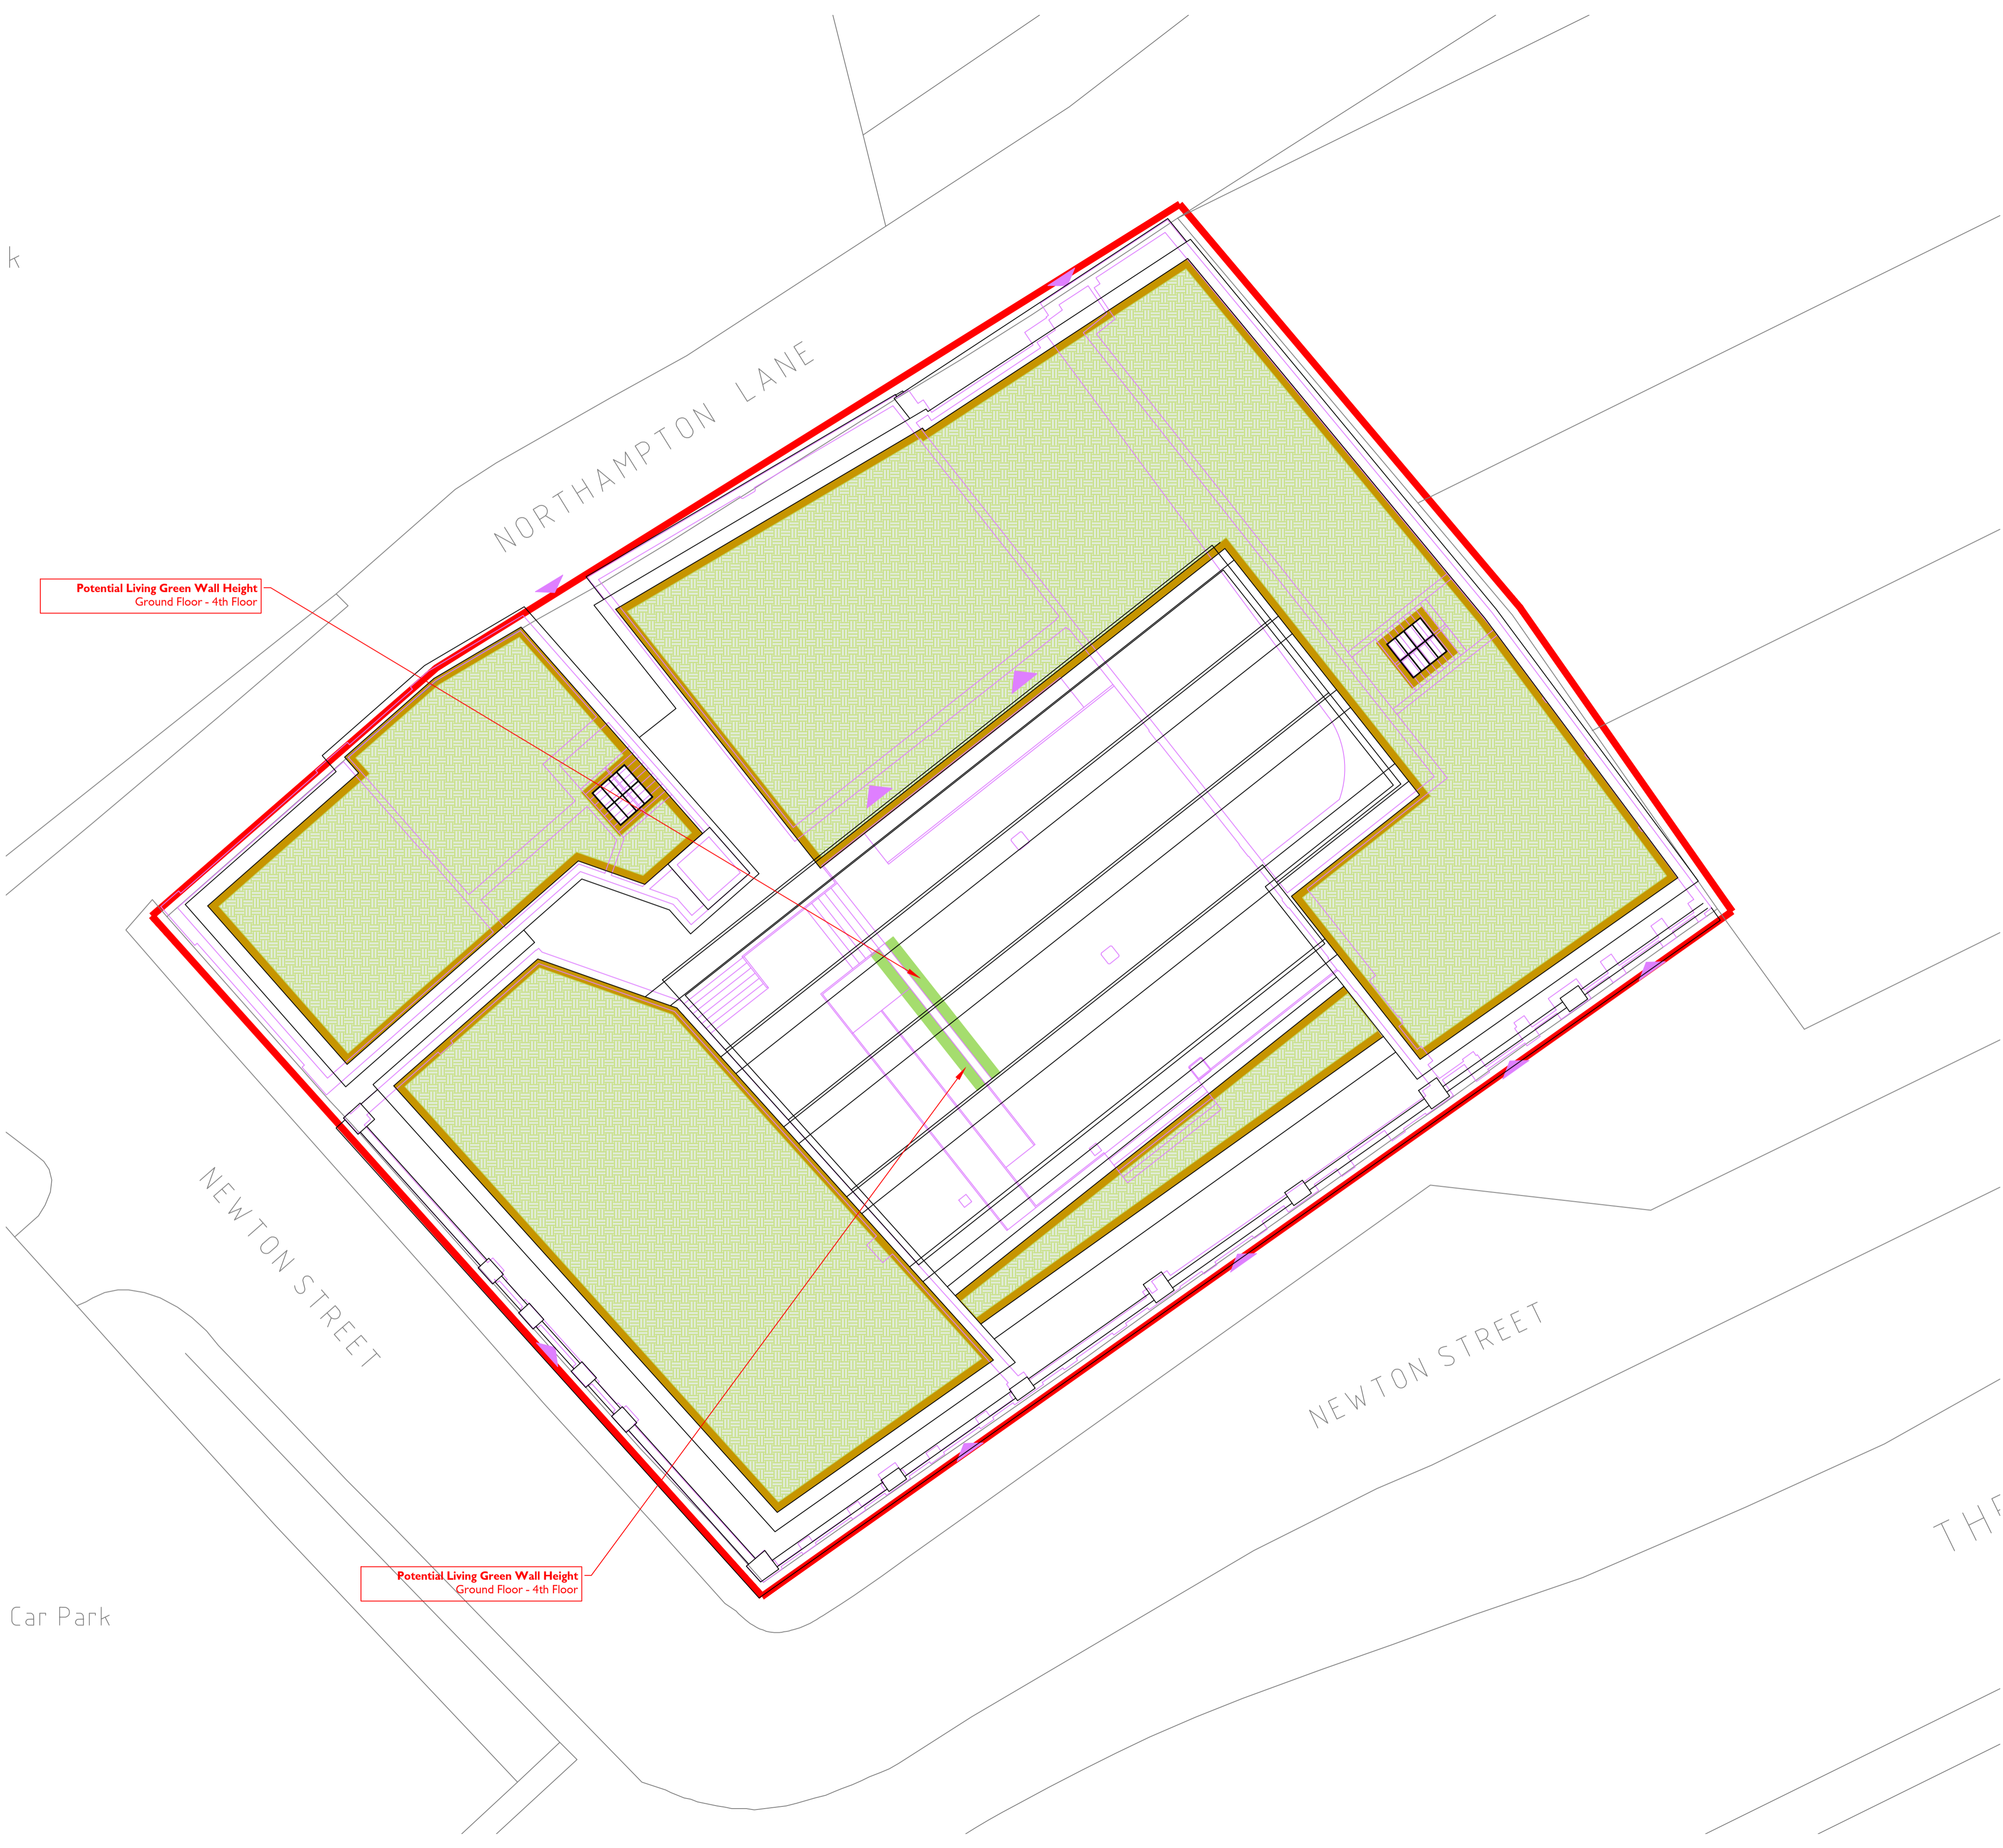 k
NORTHAMPTON LANE
Potential Living Green Wall Height
Ground Floor - 4th Floor
NEWTON STREET
NEWTON STREET
THE
Potential Living Green Wall Height
Ground Floor - 4th Floor
Car Park